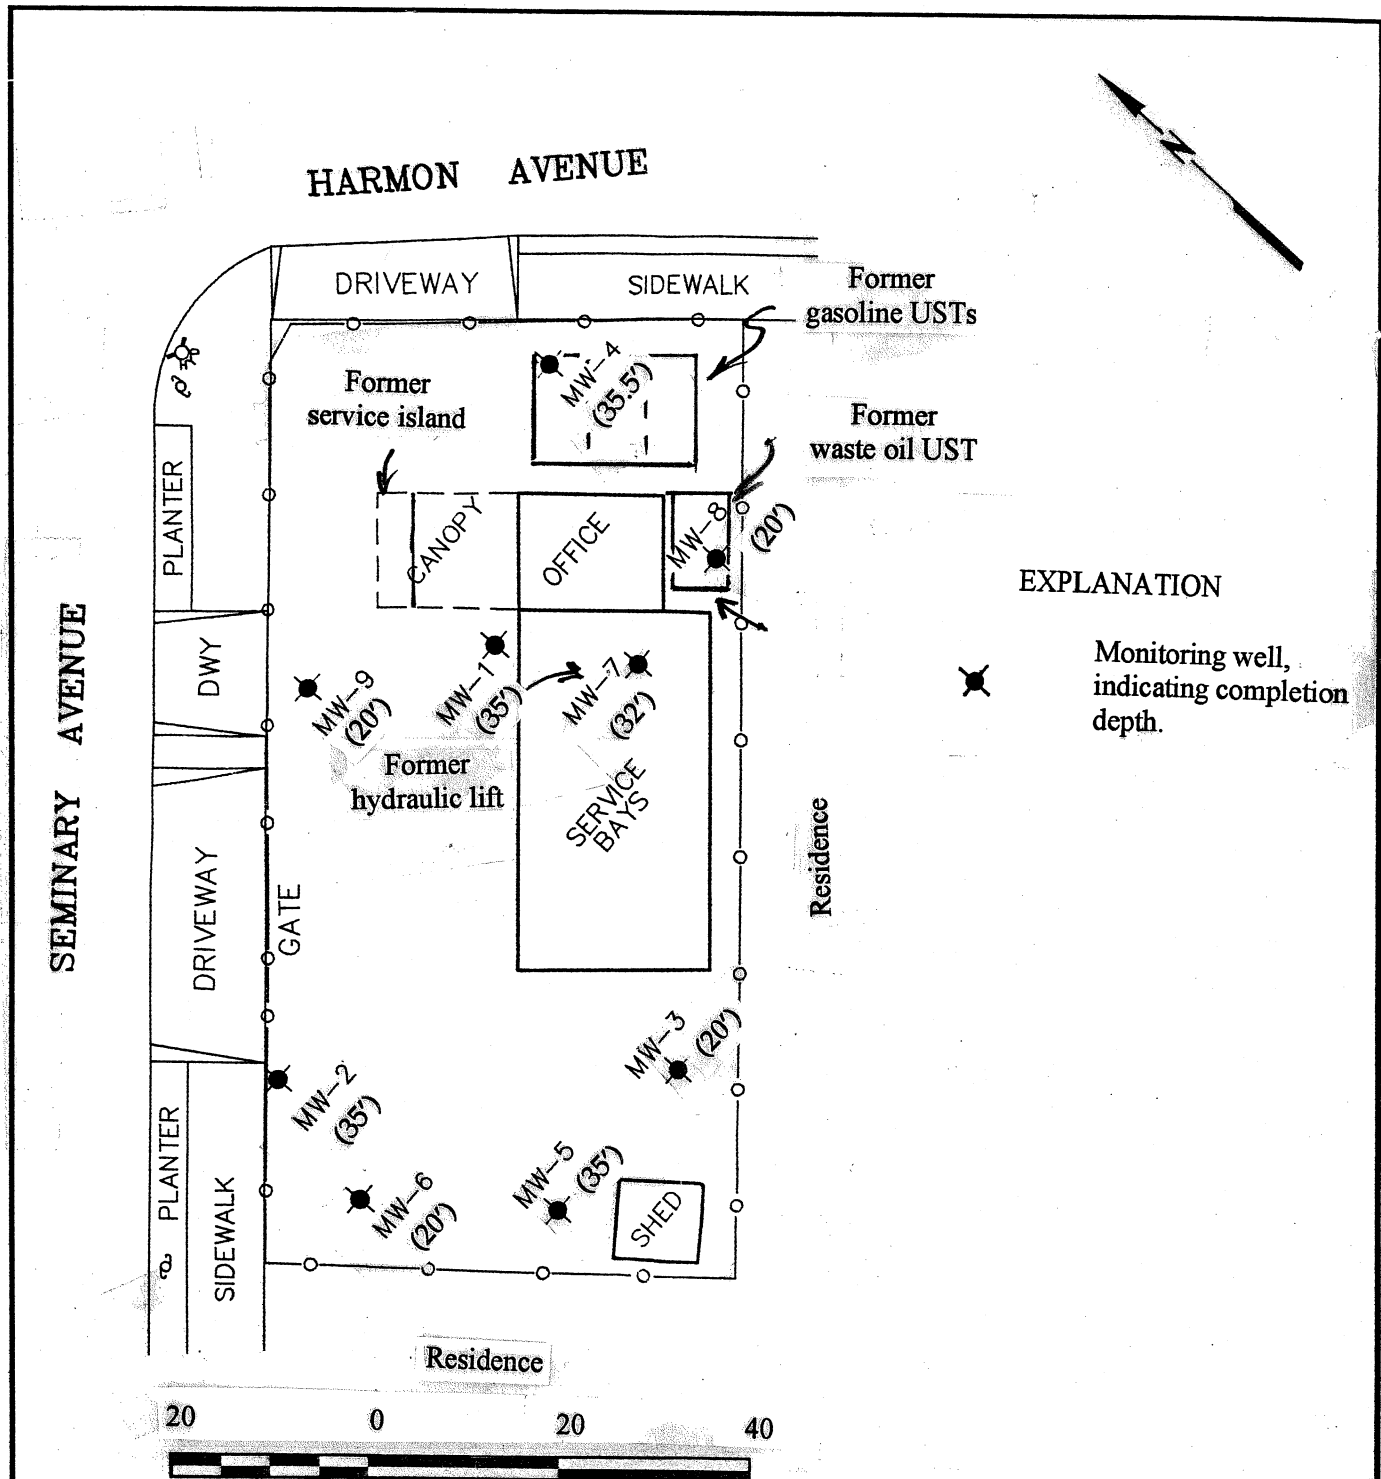 N
HARMON AVENUE
DRIVEWAY
SIDEWALK
Former
gasoline USTs
MW-4
(35.5')
Former
service island
Former
waste oil UST
PLANTER
CANOPY
OFFICE
MW-8
(20')
EXPLANATION
Monitoring well,
indicating completion
depth.
SEMINARY AVENUE
DWY
MW-9
(20')
MW-1
(35')
MW-7
(32')
Former
hydraulic lift
SERVICE
BAYS
Residence
DRIVEWAY
GATE
MW-3
(20')
MW-2
(35')
PLANTER
SIDEWALK
MW-6
(20')
MW-5
(35')
SHED
Residence
20 0 20 40